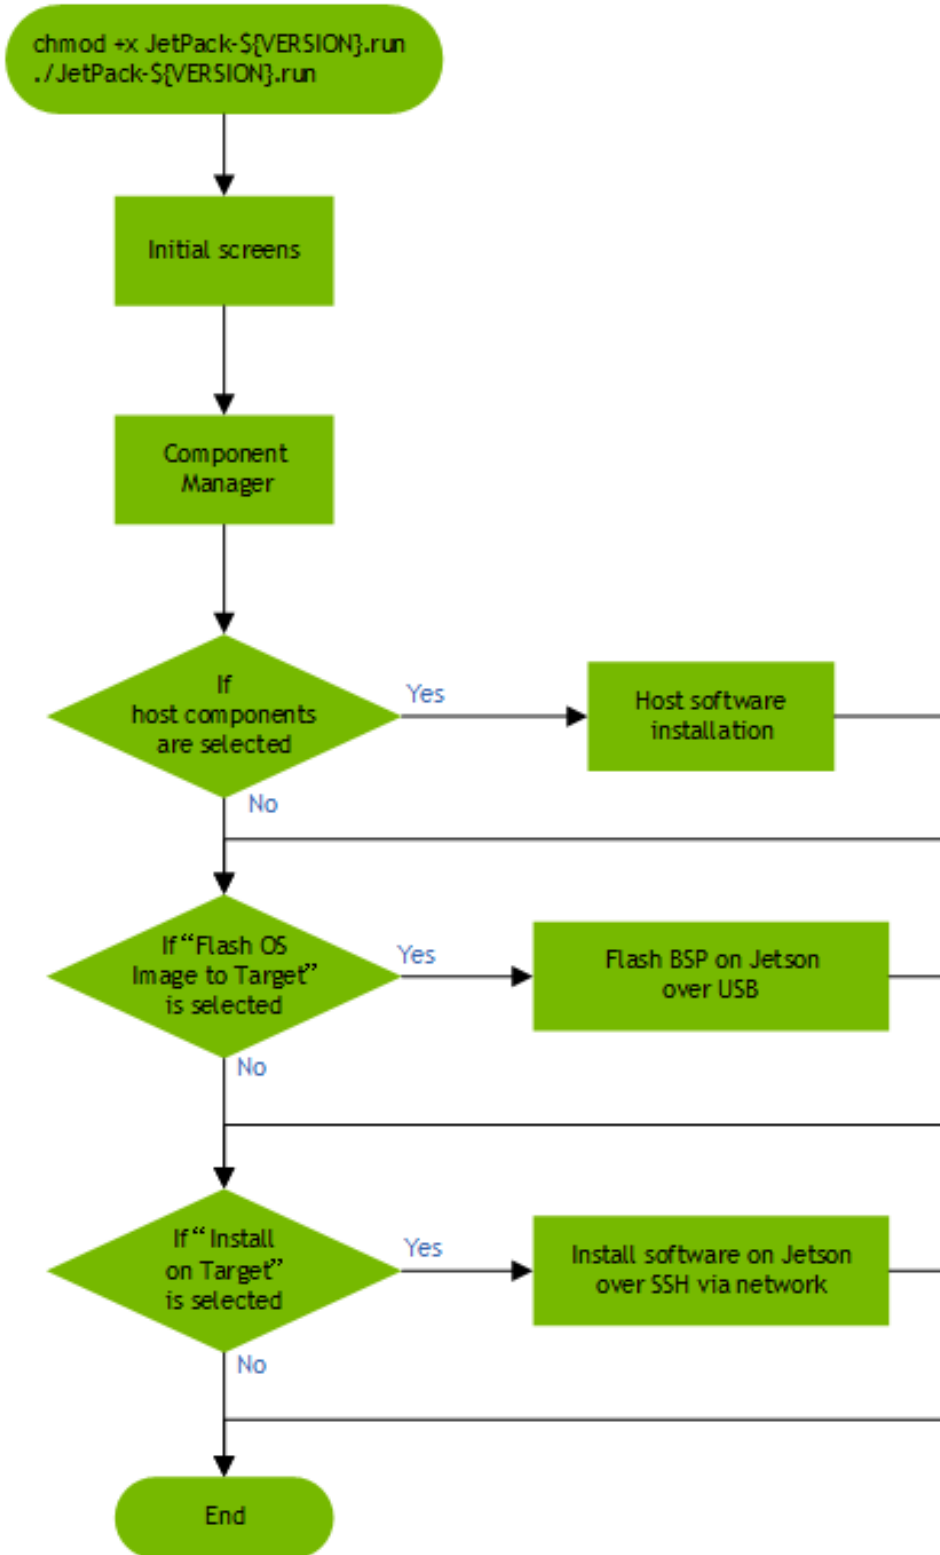 chmod +x JetPack-${VERSION}.run
./JetPack-${VERSION}.run
Initial screens
Component
Manager
If
host components
are selected
Yes
Host software
installation
No
If “Flash OS
Image to Target”
is selected
Yes
Flash BSP on Jetson
over USB
No
If “Install
on Target”
is selected
Yes
Install software on Jetson
over SSH via network
No
End